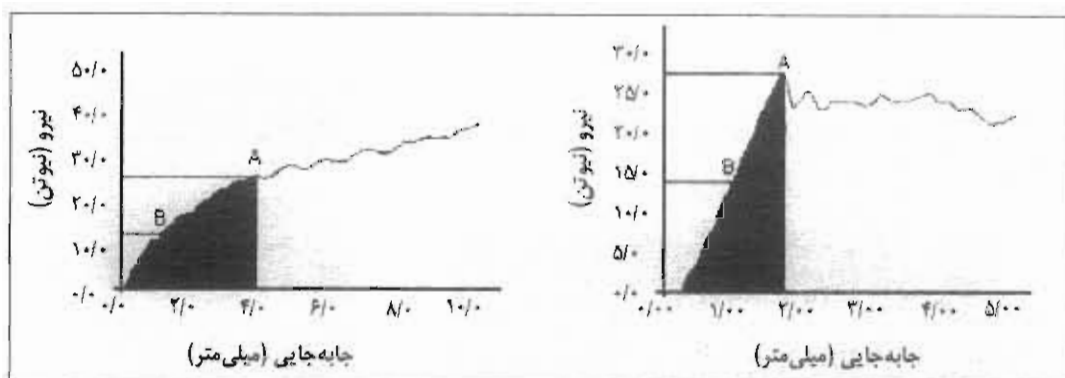 نیرو (نیوتن)
۵۰/۰
۴۰/۰
۳۰/۰
۲۰/۰
۱۰/۰
۰/۰
A
B
۰/۰ ۲/۰ ۴/۰ ۶/۰ ۸/۰ ۱۰/۰
جابه‌جایی (میلی‌متر)
نیرو (نیوتن)
۳۰/۰
۲۵/۰
۲۰/۰
۱۵/۰
۱۰/۰
۵/۰
۰/۰
A
B
۰/۰۰ ۱/۰۰ ۲/۰۰ ۳/۰۰ ۴/۰۰ ۵/۰۰
جابه‌جایی (میلی‌متر)